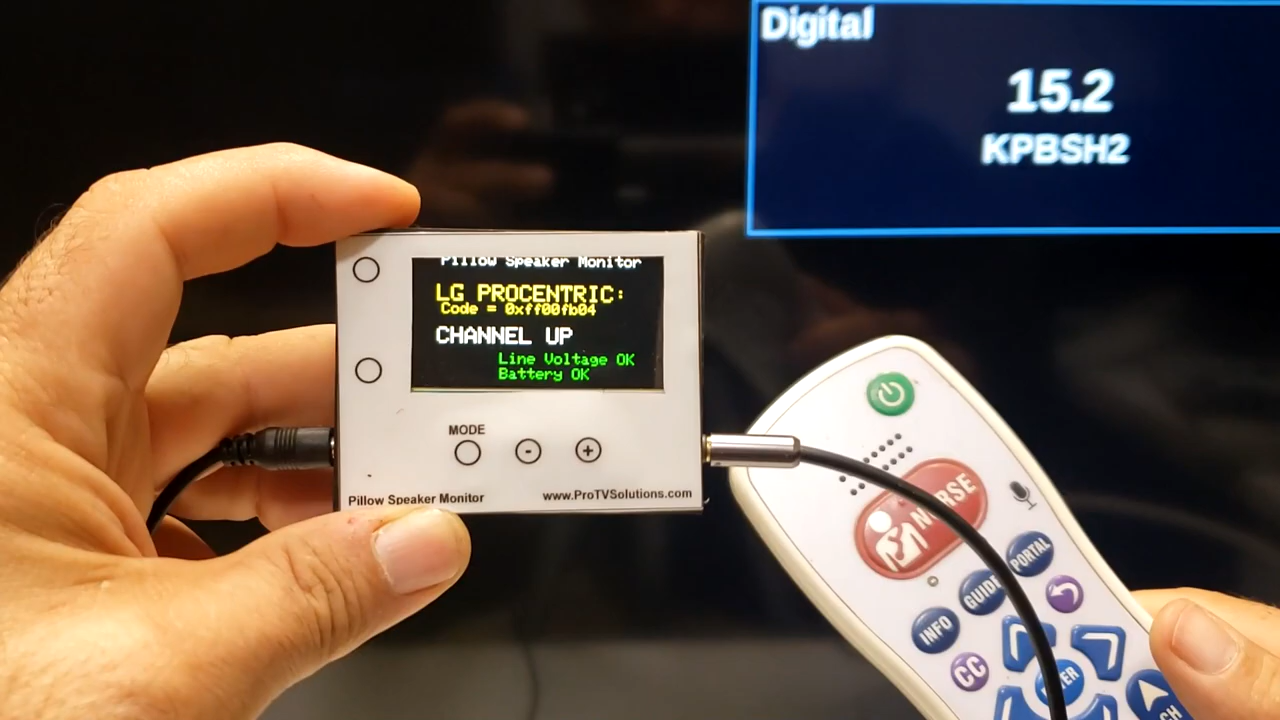 Digital
15.2
KPBSH2
Pillow Speaker Monitor
LG PROCENTRIC:
Code = 0xff00fb04
CHANNEL UP
Line Voltage OK
Battery OK
MODE
-
+
Pillow Speaker Monitor
www.ProTVSolutions.com
NURSE
PORTAL
GUIDE
INFO
CC
CH